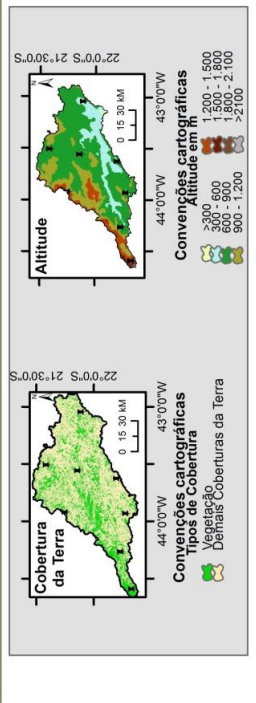 Cobertura
da Terra
N
21°30'0"S
22°0'0"S
44°0'0"W
43°0'0"W
0 15 30 KM
Convenções cartográficas
Tipos de Cobertura
Vegetação
Demais Coberturas da Terra
Altitude
N
21°30'0"S
22°0'0"S
44°0'0"W
43°0'0"W
0 15 30 KM
Convenções cartográficas
Altitude em m
>300
300 - 600
600 - 900
900 - 1.200
1.200 - 1.500
1.500 - 1.800
1.800 - 2.100
>2100